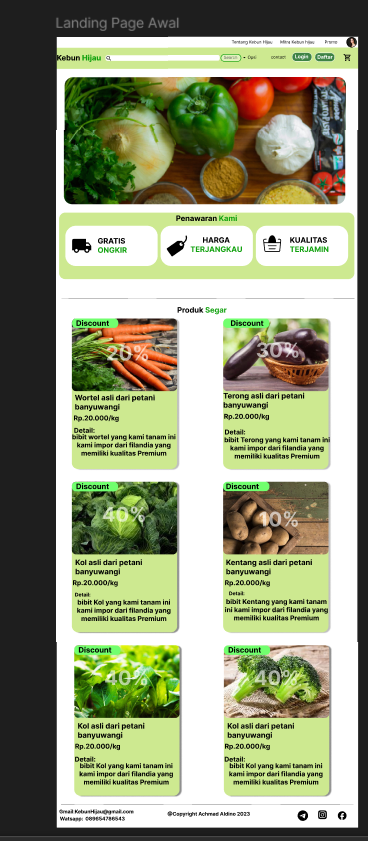 Landing Page Awal
Tentang Kebun Hijau Mitra Kebun hijau Promo
Kebun Hijau Search Opsi contact Login Daftar
Penawaran Kami
GRATIS
ONGKIR
HARGA
TERJANGKAU
KUALITAS
TERJAMIN
Produk Segar
Discount
20%
Wortel asli dari petani
banyuwangi
Rp.20.000/kg
Detail:
bibit wortel yang kami tanam ini
kami impor dari filandia yang
memiliki kualitas Premium
Discount
30%
Terong asli dari petani
banyuwangi
Rp.20.000/kg
Detail:
bibit Terong yang kami tanam ini
kami impor dari filandia yang
memiliki kualitas Premium
Discount
40%
Kol asli dari petani
banyuwangi
Rp.20.000/kg
Detail:
bibit Kol yang kami tanam ini
kami impor dari filandia yang
memiliki kualitas Premium
Discount
10%
Kentang asli dari petani
banyuwangi
Rp.20.000/kg
Detail:
bibit Kentang yang kami tanam
ini kami impor dari filandia yang
memiliki kualitas Premium
Discount
40%
Kol asli dari petani
banyuwangi
Rp.20.000/kg
Detail:
bibit Kol yang kami tanam ini
kami impor dari filandia yang
memiliki kualitas Premium
Discount
40%
Kol asli dari petani
banyuwangi
Rp.20.000/kg
Detail:
bibit Kol yang kami tanam ini
kami impor dari filandia yang
memiliki kualitas Premium
Gmail:KebunHijau@gmail.com
Watsapp: 089654786543
@Copyright Achmad Aldino 2023